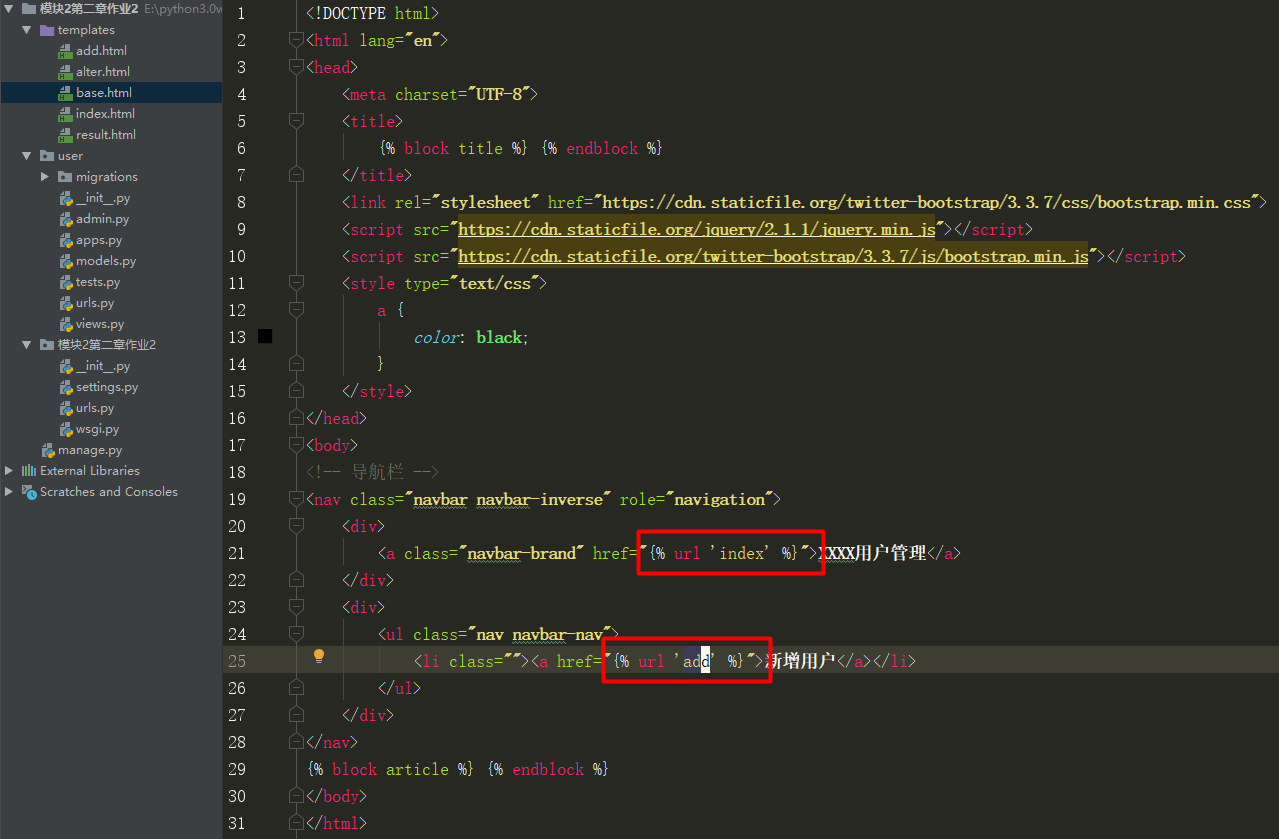 模块2第二章作业2 E:\python3.0w
templates
add.html
alter.html
base.html
index.html
result.html
user
migrations
__init__.py
admin.py
apps.py
models.py
tests.py
urls.py
views.py
模块2第二章作业2
__init__.py
settings.py
urls.py
wsgi.py
manage.py
External Libraries
Scratches and Consoles
1 <!DOCTYPE html>
2 <html lang="en">
3 <head>
4 <meta charset="UTF-8">
5 <title>
6 {% block title %} {% endblock %}
7 </title>
8 <link rel="stylesheet" href="https://cdn.staticfile.org/twitter-bootstrap/3.3.7/css/bootstrap.min.css">
9 <script src="https://cdn.staticfile.org/jquery/2.1.1/jquery.min.js"></script>
10 <script src="https://cdn.staticfile.org/twitter-bootstrap/3.3.7/js/bootstrap.min.js"></script>
11 <style type="text/css">
12 a {
13 color: black;
14 }
15 </style>
16 </head>
17 <body>
18 <!-- 导航栏 -->
19 <nav class="navbar navbar-inverse" role="navigation">
20 <div>
21 <a class="navbar-brand" href="{% url 'index' %}">XXXX用户管理</a>
22 </div>
23 <div>
24 <ul class="nav navbar-nav">
25 <li class=""><a href="{% url 'add' %}">新增用户</a></li>
26 </ul>
27 </div>
28 </nav>
29 {% block article %} {% endblock %}
30 </body>
31 </html>